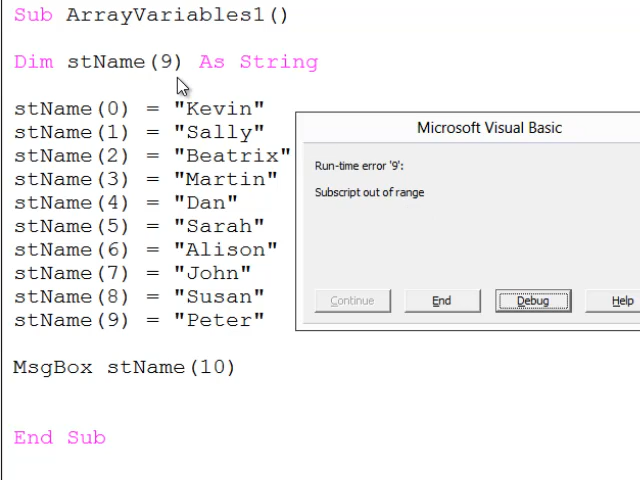 Sub ArrayVariables1()
Dim stName(9) As String
stName(0) = "Kevin"
stName(1) = "Sally"
stName(2) = "Beatrix"
stName(3) = "Martin"
stName(4) = "Dan"
stName(5) = "Sarah"
stName(6) = "Alison"
stName(7) = "John"
stName(8) = "Susan"
stName(9) = "Peter"
MsgBox stName(10)
End Sub
Microsoft Visual Basic
Run-time error '9':
Subscript out of range
Continue End Debug Help